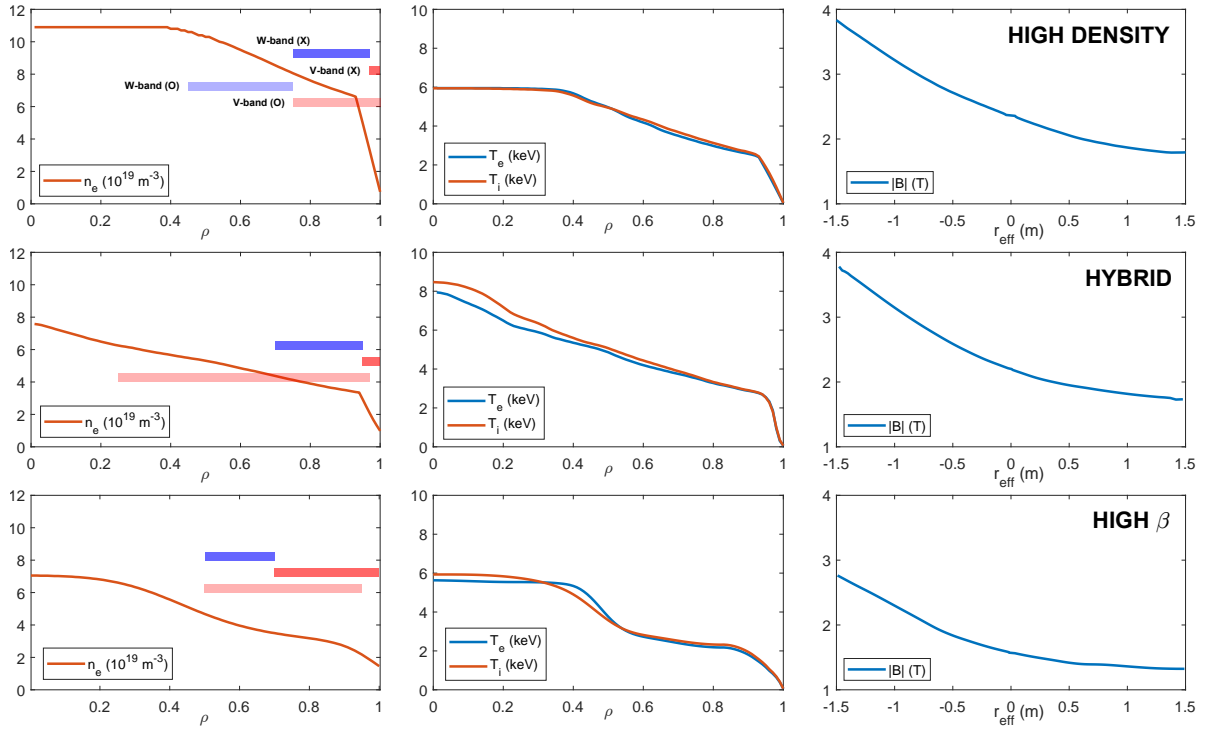 HIGH DENSITY
12
10
8
6
4
2
0
W-band (X)
V-band (X)
W-band (O)
V-band (O)
n_e (10^19 m^-3)
0 0.2 0.4 0.6 0.8 1
ρ
10
8
6
4
2
0
T_e (keV)
T_i (keV)
0 0.2 0.4 0.6 0.8 1
ρ
4
3
2
1
|B| (T)
-1.5 -1 -0.5 0 0.5 1 1.5
r_eff (m)
HYBRID
12
10
8
6
4
2
0
n_e (10^19 m^-3)
0 0.2 0.4 0.6 0.8 1
ρ
10
8
6
4
2
0
T_e (keV)
T_i (keV)
0 0.2 0.4 0.6 0.8 1
ρ
4
3
2
1
|B| (T)
-1.5 -1 -0.5 0 0.5 1 1.5
r_eff (m)
HIGH β
12
10
8
6
4
2
0
n_e (10^19 m^-3)
0 0.2 0.4 0.6 0.8 1
ρ
10
8
6
4
2
0
T_e (keV)
T_i (keV)
0 0.2 0.4 0.6 0.8 1
ρ
4
3
2
1
|B| (T)
-1.5 -1 -0.5 0 0.5 1 1.5
r_eff (m)